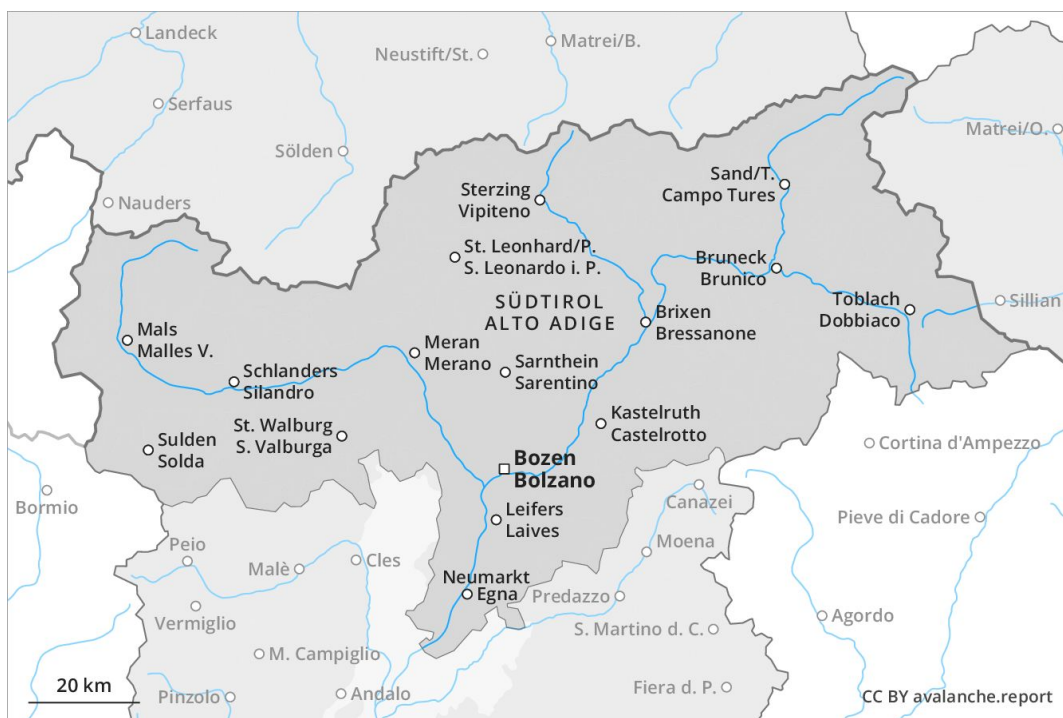 Landeck
Neustift/St.
Matrei/B.
Serfaus
Matrei/O.
Sölden
Sand/T.
Campo Tures
Sterzing
Vipiteno
Nauders
St. Leonhard/P.
S. Leonardo i. P.
Bruneck
Brunico
SÜDTIROL
ALTO ADIGE
Toblach
Dobbiaco
Sillian
Brixen
Bressanone
Mals
Malles V.
Meran
Merano
Sarnthein
Sarentino
Schlanders
Silandro
Kastelruth
Castelrotto
St. Walburg
S. Valburga
Sulden
Solda
Cortina d'Ampezzo
Bozen
Bolzano
Bormio
Canazei
Leifers
Laives
Pieve di Cadore
Peio
Moena
Malè
Cles
Neumarkt
Egna
Predazzo
Vermiglio
Agordo
S. Martino d. C.
M. Campiglio
20 km
Pinzolo
Andalo
Fiera d. P.
CC BY avalanche.report